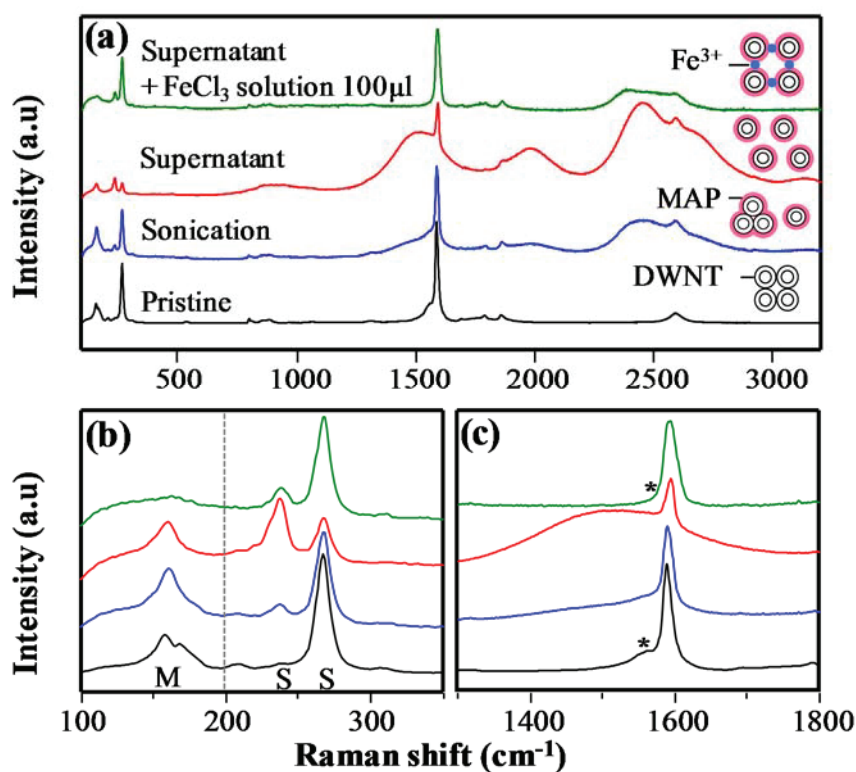 (a)
Supernatant
+ FeCl₃ solution 100μl
Fe³⁺
Supernatant
MAP
Sonication
DWNT
Pristine
Intensity (a.u)
500 1000 1500 2000 2500 3000
(b)
(c)
*
*
M S S
Intensity (a.u)
100 200 300 1400 1600 1800
Raman shift (cm⁻¹)